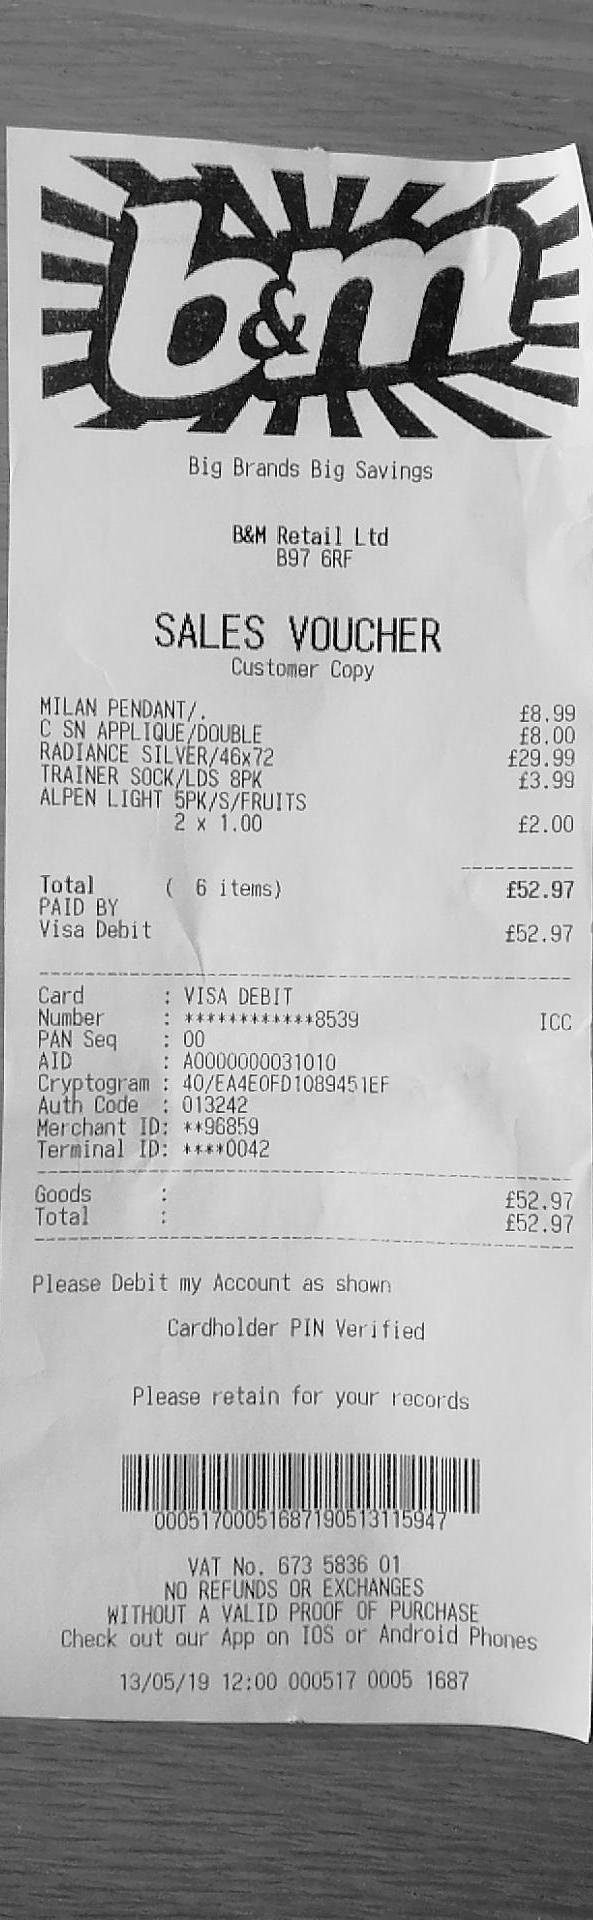 b&m
Big Brands Big Savings
B&M Retail Ltd
B97 6RF
SALES VOUCHER
Customer Copy
MILAN PENDANT/. £8.99
C SN APPLIQUE/DOUBLE £8.00
RADIANCE SILVER/46x72 £29.99
TRAINER SOCK/LDS 8PK £3.99
ALPEN LIGHT 5PK/S/FRUITS
2 x 1.00 £2.00
Total ( 6 items) £52.97
PAID BY
Visa Debit £52.97
Card : VISA DEBIT
Number : ************8539 ICC
PAN Seq : 00
AID : A0000000031010
Cryptogram : 40/EA4E0FD1089451EF
Auth Code : 013242
Merchant ID: **96859
Terminal ID: ****0042
Goods : £52.97
Total : £52.97
Please Debit my Account as shown
Cardholder PIN Verified
Please retain for your records
00051700051687190513115947
VAT No. 673 5836 01
NO REFUNDS OR EXCHANGES
WITHOUT A VALID PROOF OF PURCHASE
Check out our App on IOS or Android Phones
13/05/19 12:00 000517 0005 1687